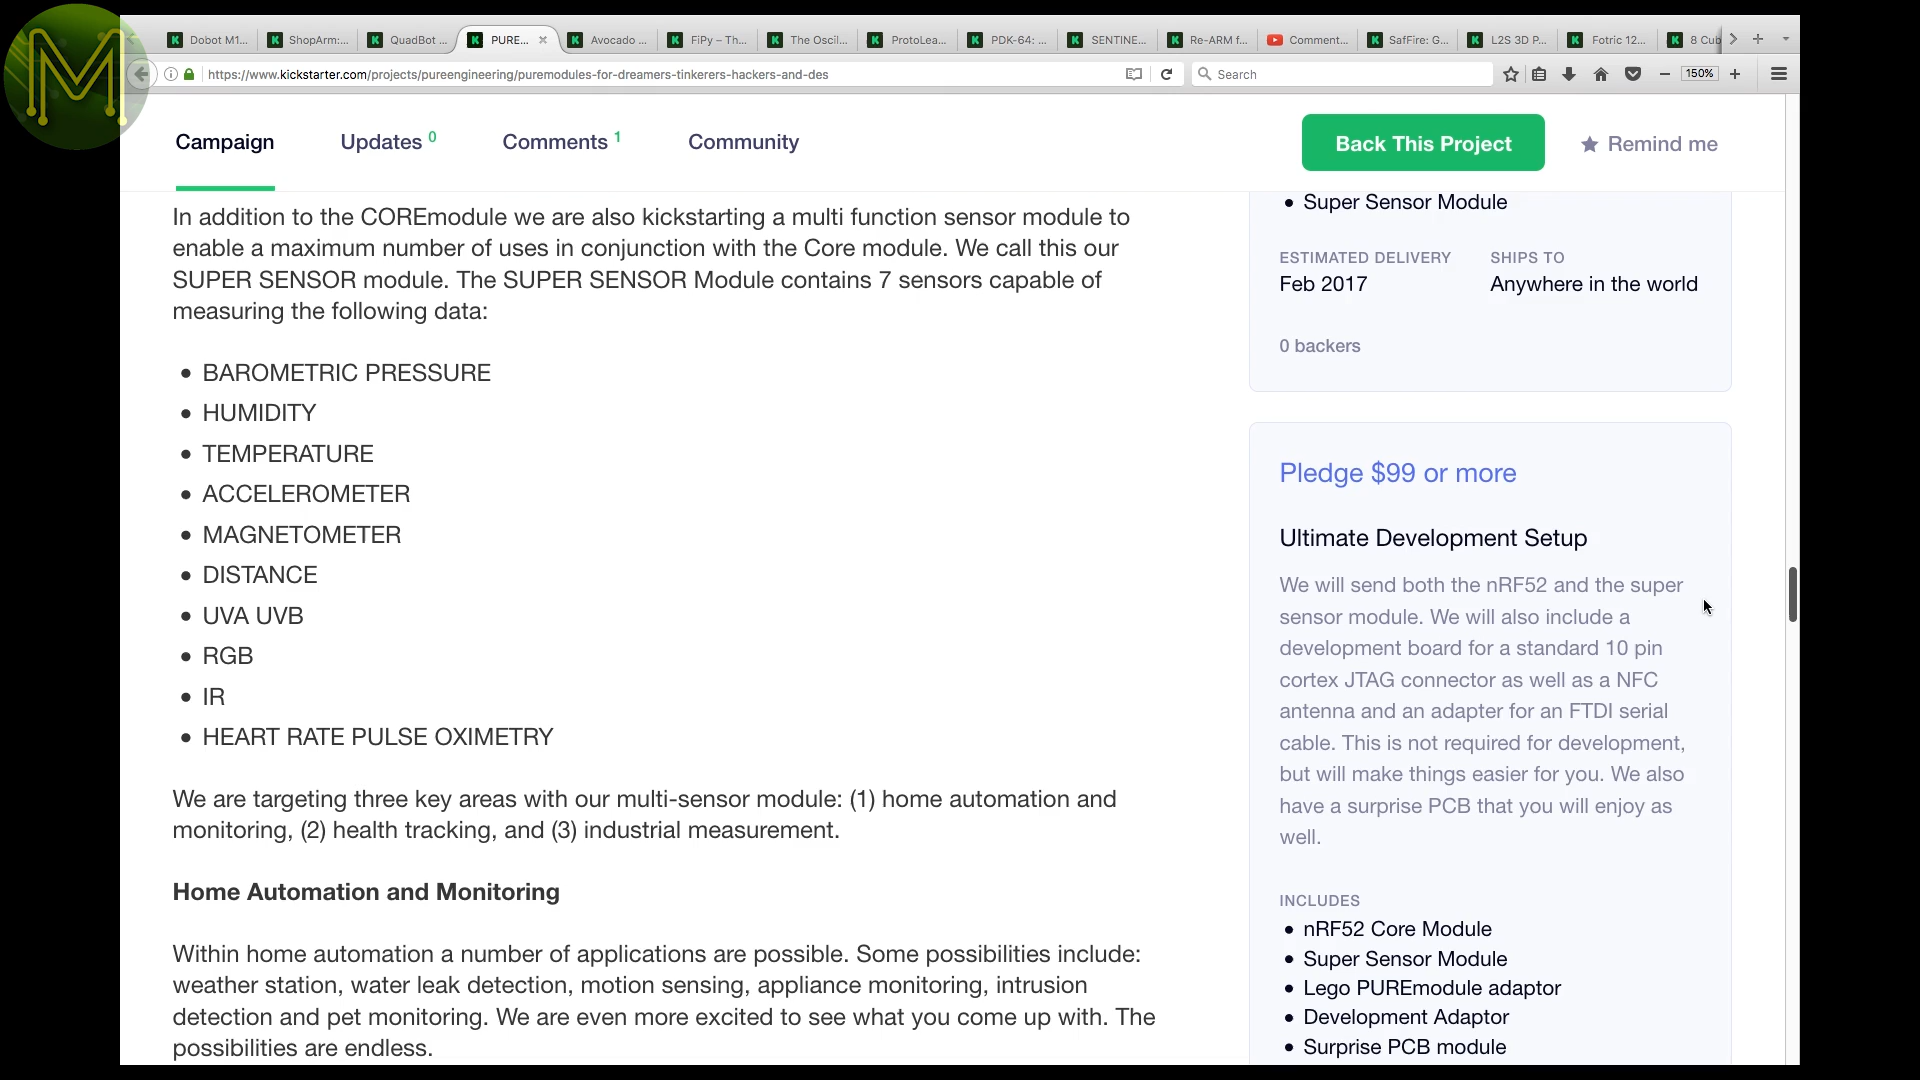 M
Dobot M1...
ShopArm:...
QuadBot ...
PURE...
Avocado ...
FiPy – Th...
The Oscil...
ProtoLea...
PDK-64: ...
SENTINE...
Re-ARM f...
Comment...
SafFire: G...
L2S 3D P...
Fotric 12...
8 Cub
https://www.kickstarter.com/projects/pureengineering/puremodules-for-dreamers-tinkerers-hackers-and-des
Search
150%
Campaign
Updates 0
Comments 1
Community
Back This Project
Remind me
In addition to the COREmodule we are also kickstarting a multi function sensor module to
enable a maximum number of uses in conjunction with the Core module. We call this our
SUPER SENSOR module. The SUPER SENSOR Module contains 7 sensors capable of
measuring the following data:
• BAROMETRIC PRESSURE
• HUMIDITY
• TEMPERATURE
• ACCELEROMETER
• MAGNETOMETER
• DISTANCE
• UVA UVB
• RGB
• IR
• HEART RATE PULSE OXIMETRY
We are targeting three key areas with our multi-sensor module: (1) home automation and
monitoring, (2) health tracking, and (3) industrial measurement.
Home Automation and Monitoring
Within home automation a number of applications are possible. Some possibilities include:
weather station, water leak detection, motion sensing, appliance monitoring, intrusion
detection and pet monitoring. We are even more excited to see what you come up with. The
possibilities are endless.
• Super Sensor Module
ESTIMATED DELIVERY
Feb 2017
SHIPS TO
Anywhere in the world
0 backers
Pledge $99 or more
Ultimate Development Setup
We will send both the nRF52 and the super
sensor module. We will also include a
development board for a standard 10 pin
cortex JTAG connector as well as a NFC
antenna and an adapter for an FTDI serial
cable. This is not required for development,
but will make things easier for you. We also
have a surprise PCB that you will enjoy as
well.
INCLUDES
• nRF52 Core Module
• Super Sensor Module
• Lego PUREmodule adaptor
• Development Adaptor
• Surprise PCB module